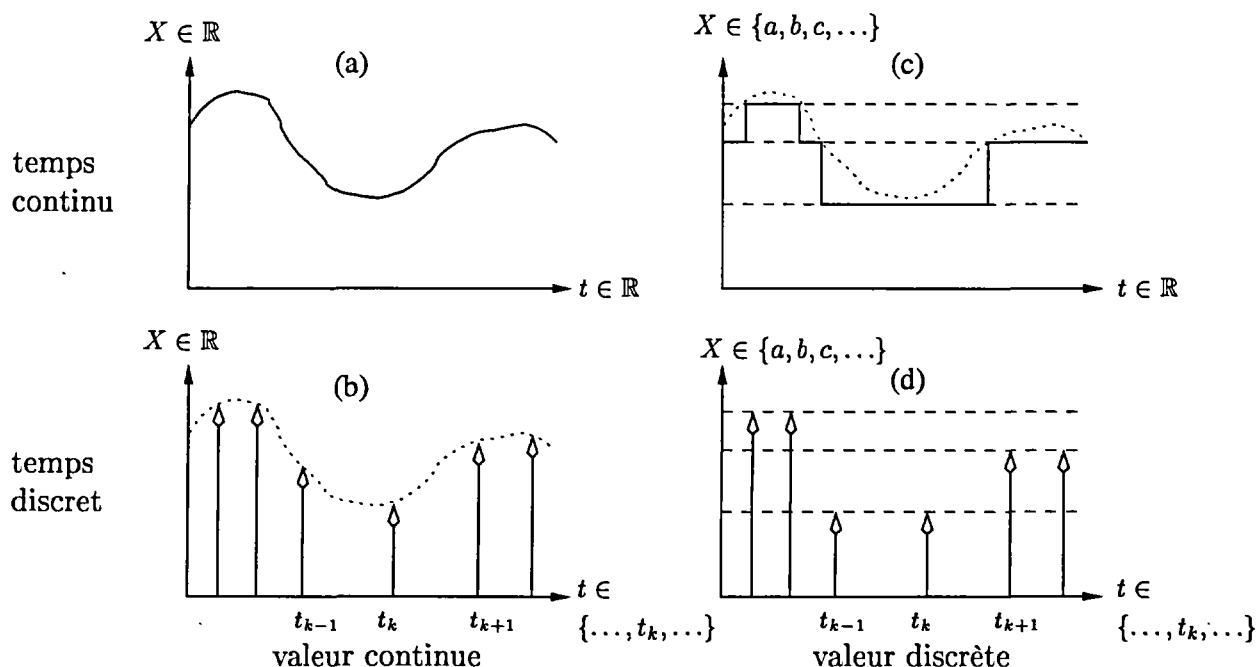 X ∈ ℝ
(a)
temps
continu
t ∈ ℝ
X ∈ {a, b, c, ...}
(c)
t ∈ ℝ
X ∈ ℝ
(b)
temps
discret
t_{k-1} t_k t_{k+1}
t ∈
{..., t_k, ...}
valeur continue
X ∈ {a, b, c, ...}
(d)
t_{k-1} t_k t_{k+1}
t ∈
{..., t_k, ...}
valeur discrète